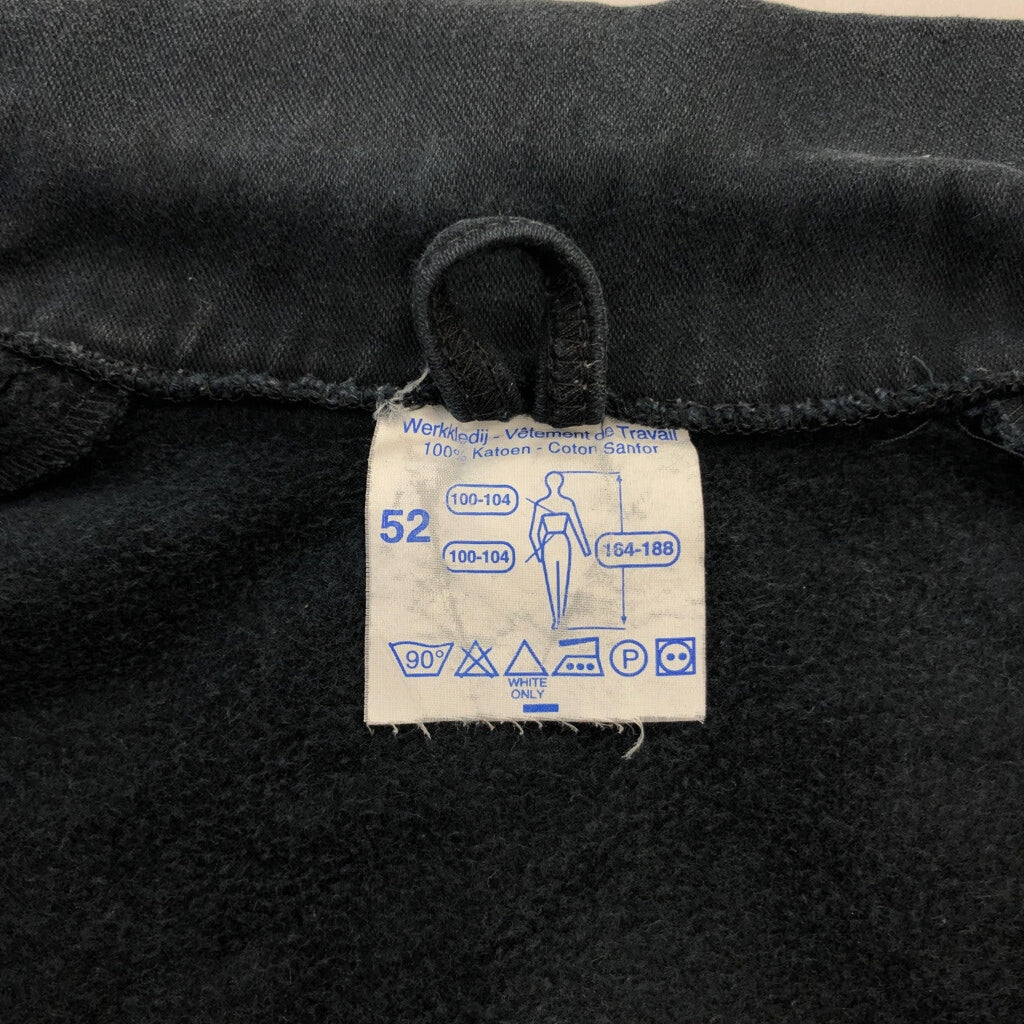 Werkkledij - Vêtement de Travail
100% Katoen - Coton Sanfor
100-104
52
100-104
164-188
90°
P
WHITE
ONLY